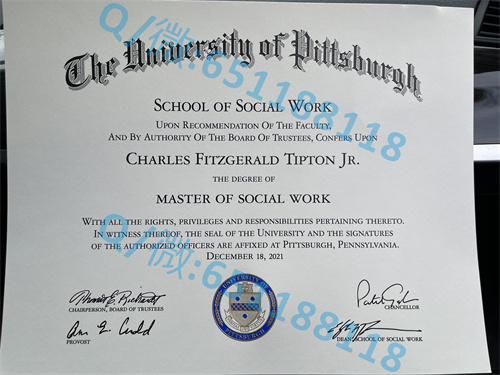 The University of Pittsburgh
SCHOOL OF SOCIAL WORK
UPON RECOMMENDATION OF THE FACULTY,
AND BY AUTHORITY OF THE BOARD OF TRUSTEES, CONFERS UPON
CHARLES FITZGERALD TIPTON JR.
THE DEGREE OF
MASTER OF SOCIAL WORK
WITH ALL THE RIGHTS, PRIVILEGES AND RESPONSIBILITIES PERTAINING THERETO.
IN WITNESS THEREOF, THE SEAL OF THE UNIVERSITY AND THE SIGNATURES
OF THE AUTHORIZED OFFICERS ARE AFFIXED AT PITTSBURGH, PENNSYLVANIA.
DECEMBER 18, 2021
CHAIRPERSON, BOARD OF TRUSTEES
PROVOST
UNIVERSITY OF
PITTSBURGH
CHANCELLOR
DEAN SCHOOL OF SOCIAL WORK
Q/微:651188118
Q/微:651188118